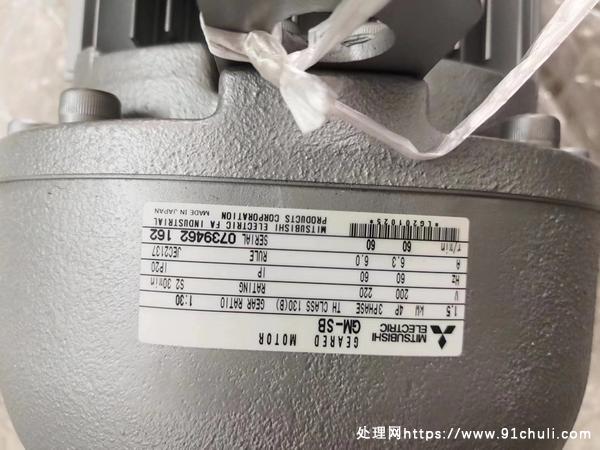 MITSUBISHI
ELECTRIC
GEARED MOTOR
GM-SB
1.5 kW 4P 3PHASE TH CLASS 130(B) GEAR RATIO 1:30
V 200 220 RATING S2 30min
Hz 60 60 IP IP20
A 6.3 6.0 RULE JEC2137
r/min 60 60 SERIAL 0739462 162
*LG201025*
MITSUBISHI ELECTRIC FA INDUSTRIAL
PRODUCTS CORPORATION MADE IN JAPAN
处理网https://www.91chuli.com/